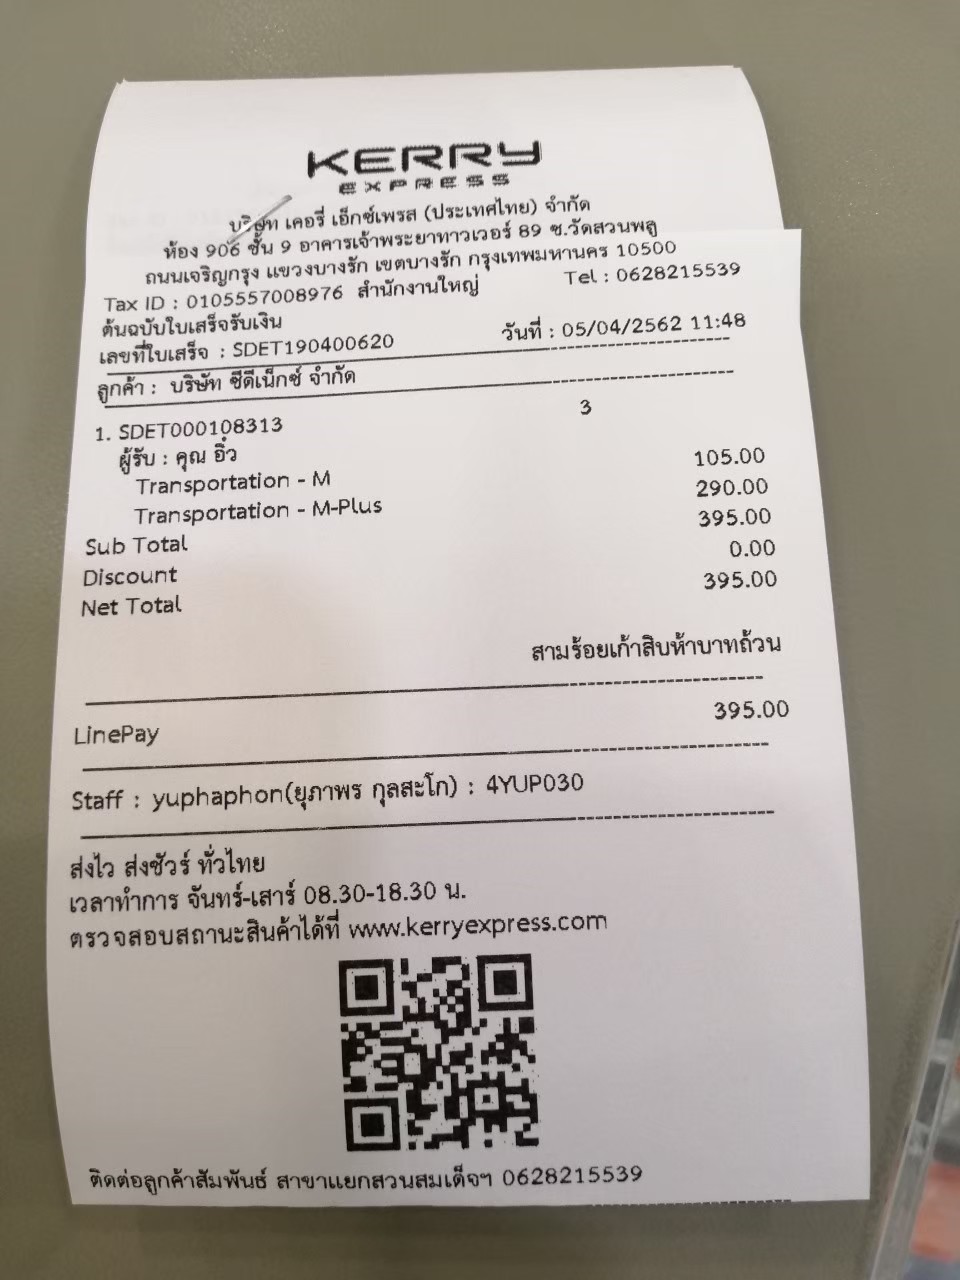 KERRY
EXPRESS
บริษัท เคอรี่ เอ็กซ์เพรส (ประเทศไทย) จำกัด
ห้อง 906 ชั้น 9 อาคารเจ้าพระยาทาวเวอร์ 89 ซ.วัดสวนพลู
ถนนเจริญกรุง แขวงบางรัก เขตบางรัก กรุงเทพมหานคร 10500
Tax ID : 0105557008976 สำนักงานใหญ่ Tel : 0628215539
ต้นฉบับใบเสร็จรับเงิน
เลขที่ใบเสร็จ : SDET190400620 วันที่ : 05/04/2562 11:48
ลูกค้า : บริษัท ซีดีเน็กซ์ จำกัด
1. SDET000108313 3
ผู้รับ : คุณ อิ๋ว
Transportation - M 105.00
Transportation - M-Plus 290.00
Sub Total 395.00
Discount 0.00
Net Total 395.00
สามร้อยเก้าสิบห้าบาทถ้วน
LinePay 395.00
Staff : yuphaphon(ยุภาพร กุลสะโก) : 4YUP030
ส่งไว ส่งชัวร์ ทั่วไทย
เวลาทำการ จันทร์-เสาร์ 08.30-18.30 น.
ตรวจสอบสถานะสินค้าได้ที่ www.kerryexpress.com
ติดต่อลูกค้าสัมพันธ์ สาขาแยกสวนสมเด็จฯ 0628215539